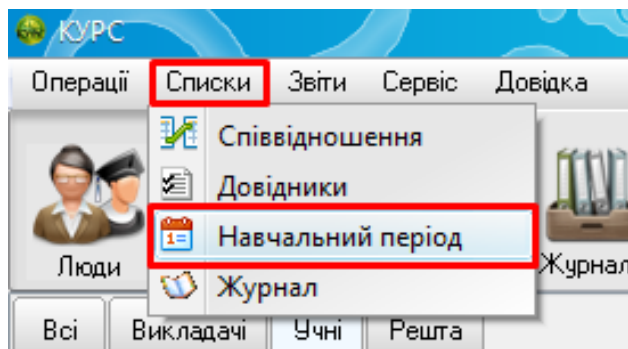 КУРС
Операції Списки Звіти Сервіс Довідка
Співвідношення
Довідники
Навчальний період
Журнал
Люди Журнал
Всі Викладачі Учні Решта